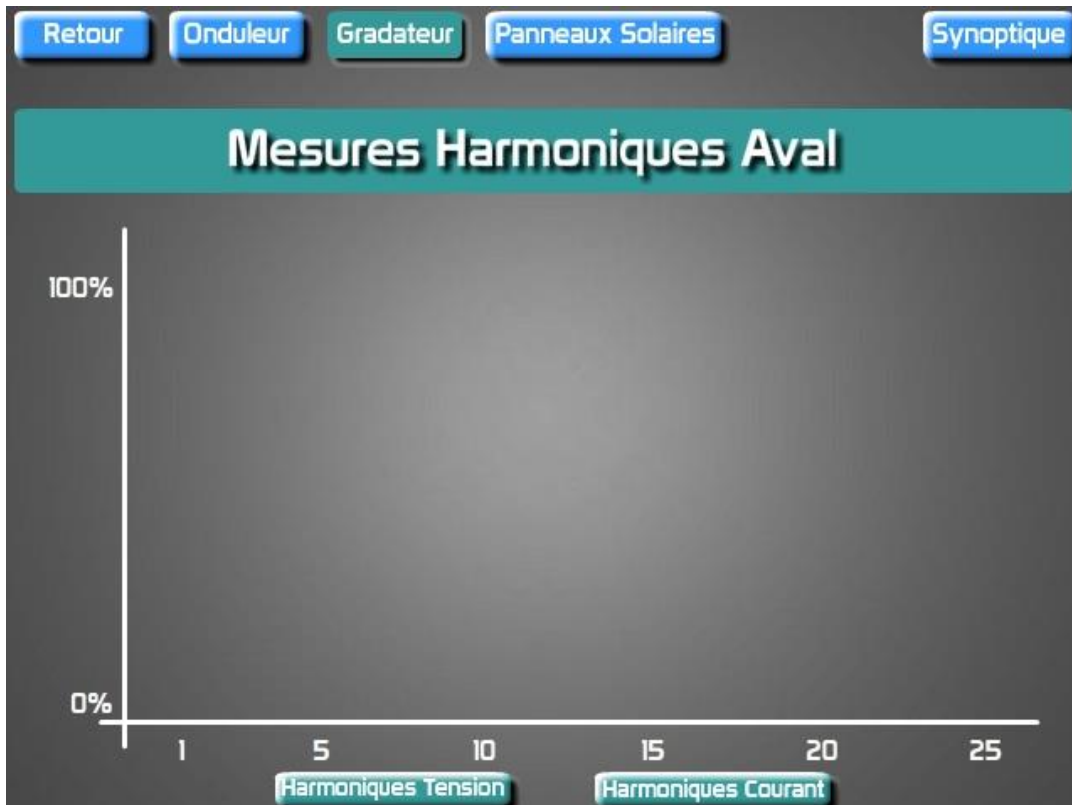 Retour Onduleur Gradateur Panneaux Solaires Synoptique
Mesures Harmoniques Aval
100%
0%
1 5 10 15 20 25
Harmoniques Tension Harmoniques Courant